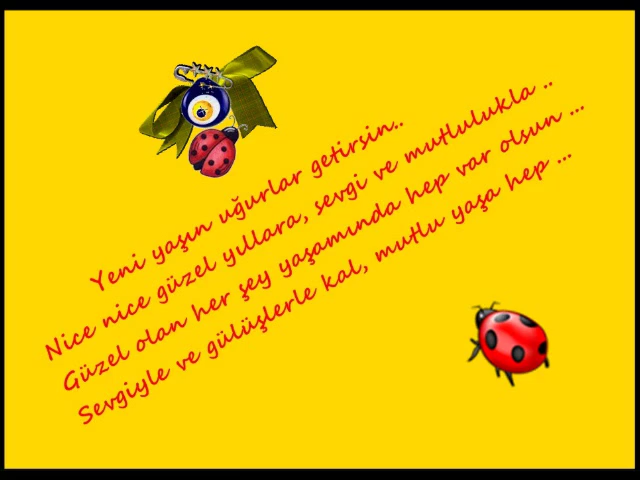 Yeni yaşın uğurlar getirsin..
Nice nice güzel yıllara, sevgi ve mutlulukla ..
Güzel olan her şey yaşamında hep var olsun ...
Sevgiyle ve gülüşlerle kal, mutlu yaşa hep ...